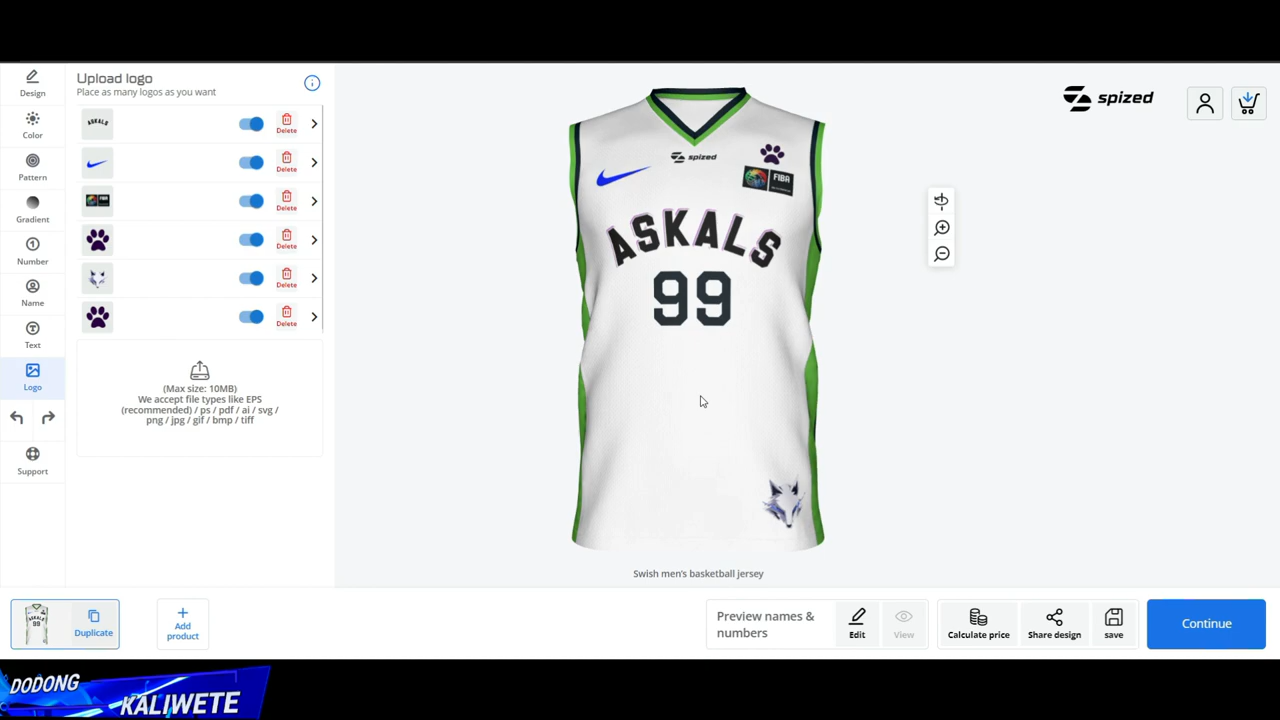 Design
Color
Pattern
Gradient
Number
Name
Text
Logo
Support
Upload logo
Place as many logos as you want
ASKALS
Delete
Delete
FIBA
Delete
Delete
Delete
Delete
(Max size: 10MB)
We accept file types like EPS
(recommended) / ps / pdf / ai / svg /
png / jpg / gif / bmp / tiff
spized
spized
FIBA
ASKALS
99
Swish men's basketball jersey
ASKALS
99
Duplicate
Add
product
Preview names &
numbers
Edit
View
Calculate price
Share design
save
Continue
DODONG
KALIWETE